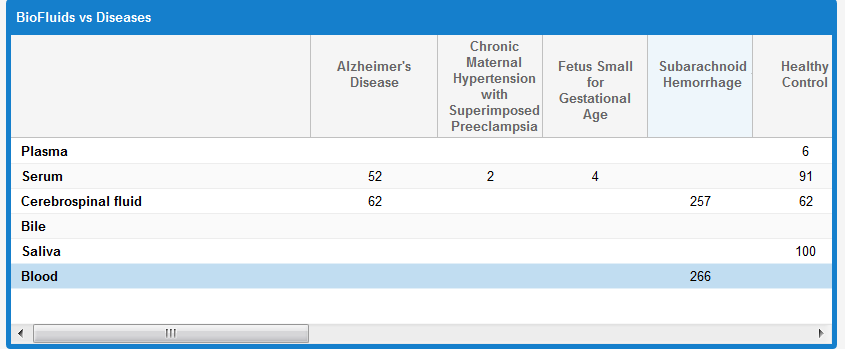 BioFluids vs Diseases
Alzheimer's
Disease
Chronic
Maternal
Hypertension
with
Superimposed
Preeclampsia
Fetus Small
for
Gestational
Age
Subarachnoid
Hemorrhage
Healthy
Control
Plasma 6
Serum 52 2 4 91
Cerebrospinal fluid 62 257 62
Bile
Saliva 100
Blood 266